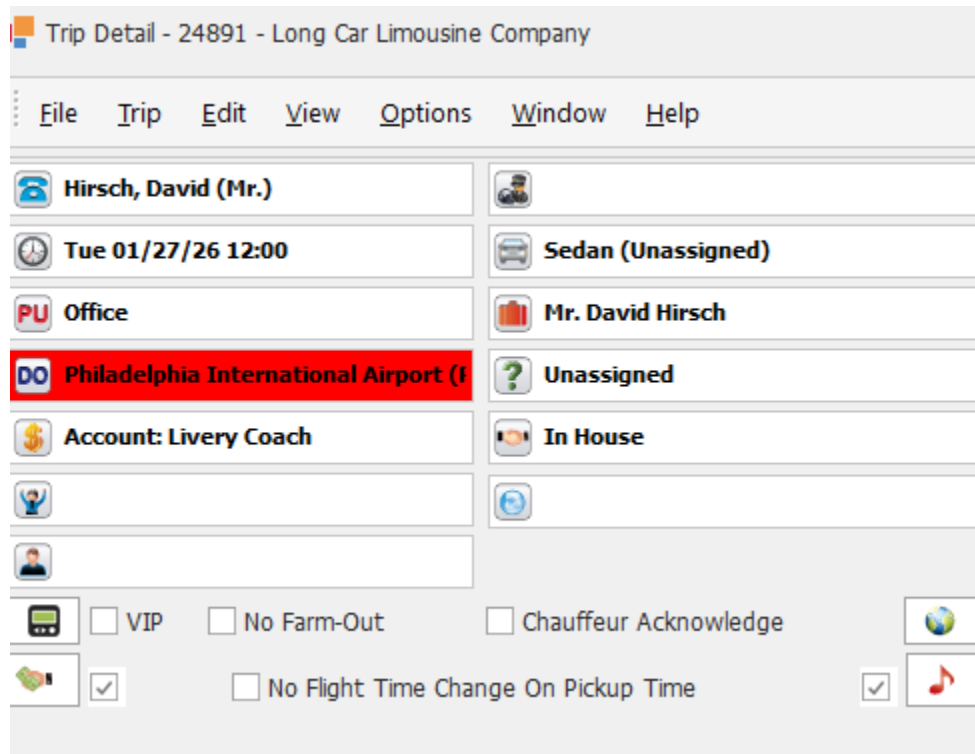 Trip Detail - 24891 - Long Car Limousine Company
File Trip Edit View Options Window Help
Hirsch, David (Mr.)
Tue 01/27/26 12:00
Sedan (Unassigned)
PU Office
Mr. David Hirsch
DO Philadelphia International Airport (
? Unassigned
$ Account: Livery Coach
In House
VIP No Farm-Out Chauffeur Acknowledge
No Flight Time Change On Pickup Time